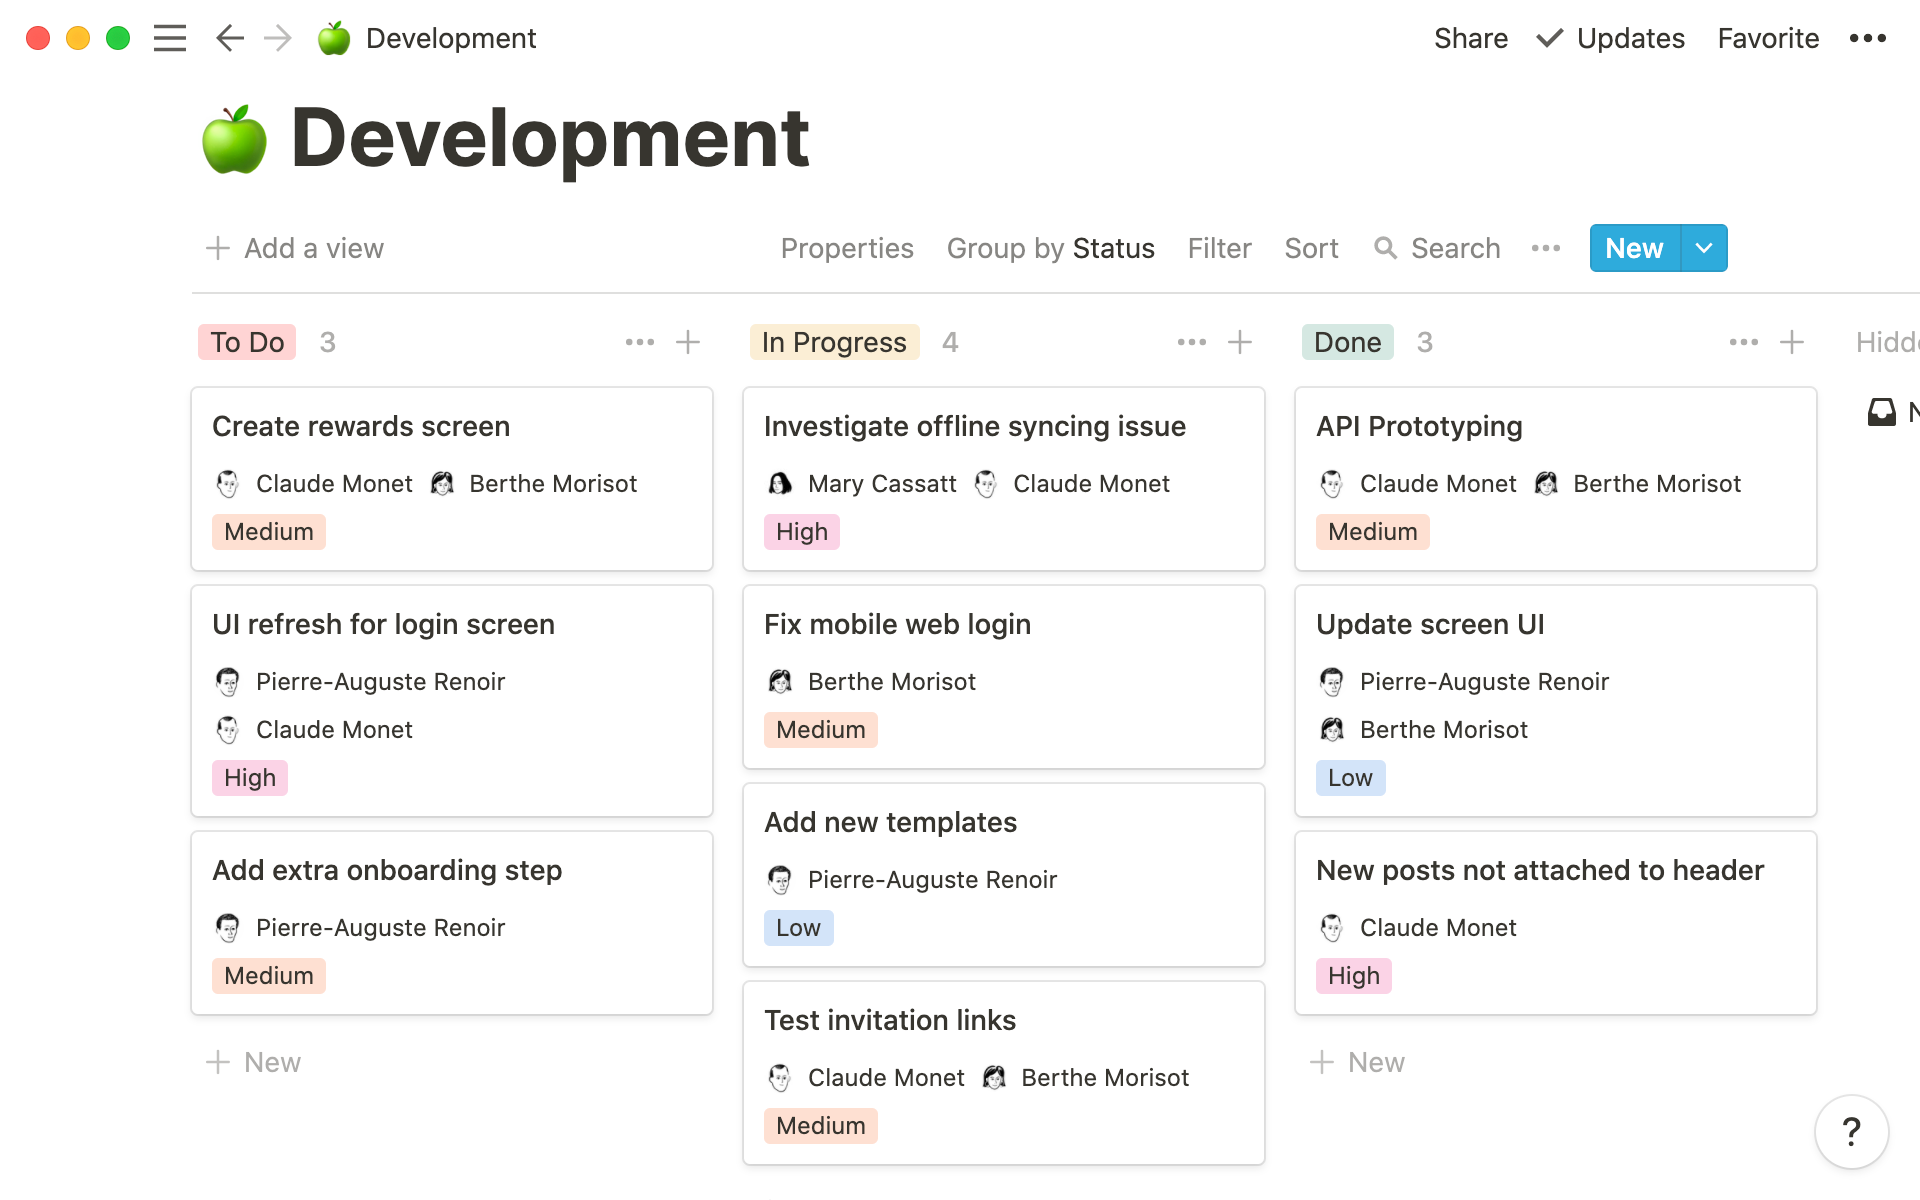 Development
Share
Updates
Favorite
Development
Add a view
Properties
Group by Status
Filter
Sort
Search
New
To Do 3
Create rewards screen
Claude Monet Berthe Morisot
Medium
UI refresh for login screen
Pierre-Auguste Renoir
Claude Monet
High
Add extra onboarding step
Pierre-Auguste Renoir
Medium
New
In Progress 4
Investigate offline syncing issue
Mary Cassatt Claude Monet
High
Fix mobile web login
Berthe Morisot
Medium
Add new templates
Pierre-Auguste Renoir
Low
Test invitation links
Claude Monet Berthe Morisot
Medium
Done 3
API Prototyping
Claude Monet Berthe Morisot
Medium
Update screen UI
Pierre-Auguste Renoir
Berthe Morisot
Low
New posts not attached to header
Claude Monet
High
New
?